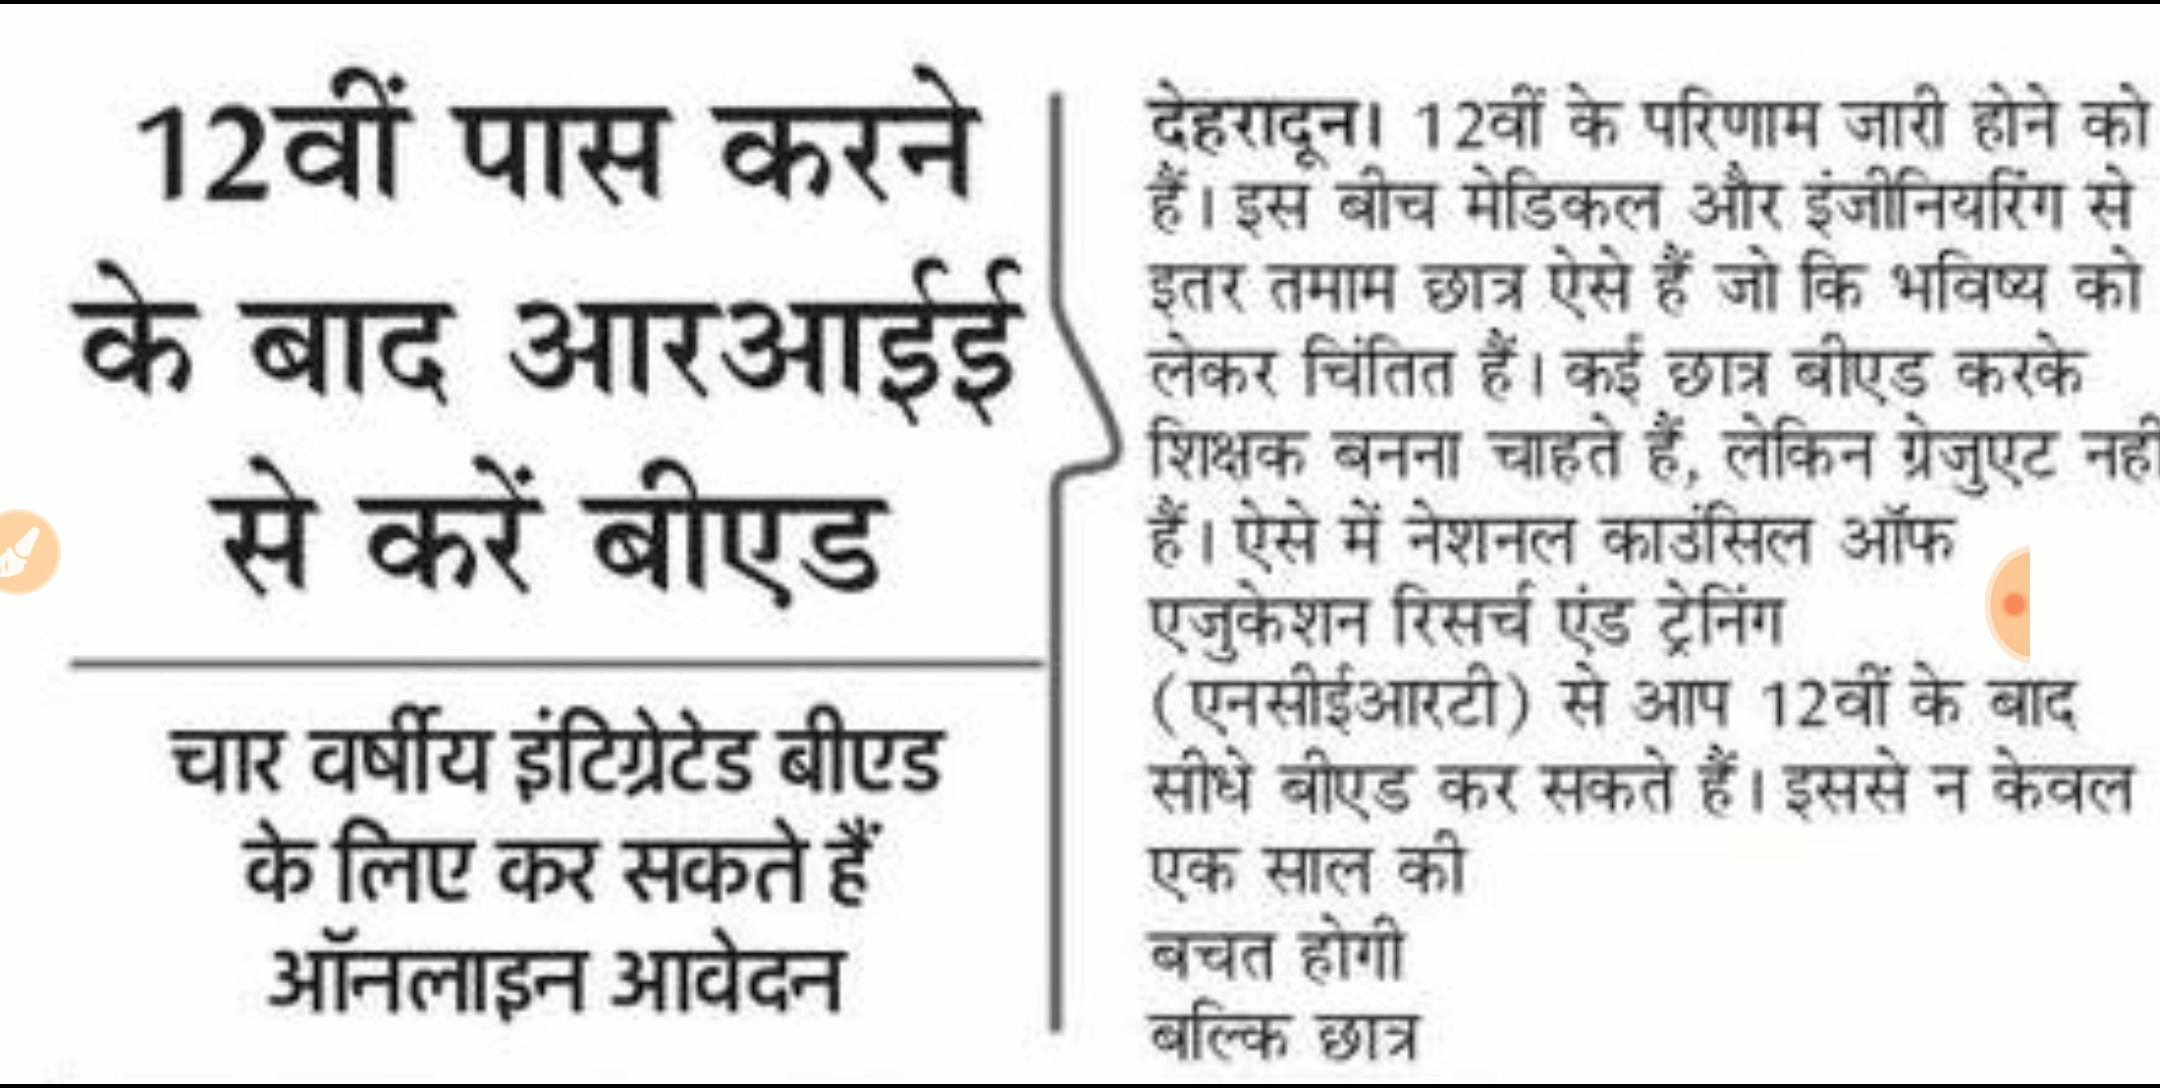 12वीं पास करने
के बाद आरआईई
से करें बीएड
चार वर्षीय इंटिग्रेटेड बीएड
के लिए कर सकते हैं
ऑनलाइन आवेदन
देहरादून। 12वीं के परिणाम जारी होने को
हैं। इस बीच मेडिकल और इंजीनियरिंग से
इतर तमाम छात्र ऐसे हैं जो कि भविष्य को
लेकर चिंतित हैं। कई छात्र बीएड करके
शिक्षक बनना चाहते हैं, लेकिन ग्रेजुएट नहीं
हैं। ऐसे में नेशनल काउंसिल ऑफ
एजुकेशन रिसर्च एंड ट्रेनिंग
(एनसीईआरटी) से आप 12वीं के बाद
सीधे बीएड कर सकते हैं। इससे न केवल
एक साल की
बचत होगी
बल्कि छात्र